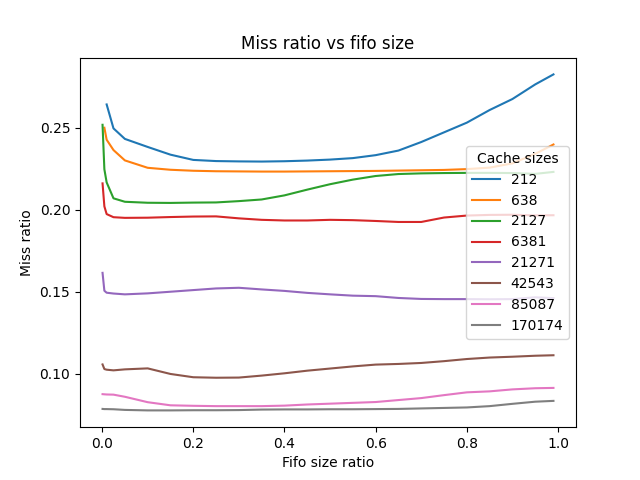 Miss ratio vs fifo size
Miss ratio
0.25
0.20
0.15
0.10
Cache sizes
212
638
2127
6381
21271
42543
85087
170174
0.0 0.2 0.4 0.6 0.8 1.0
Fifo size ratio